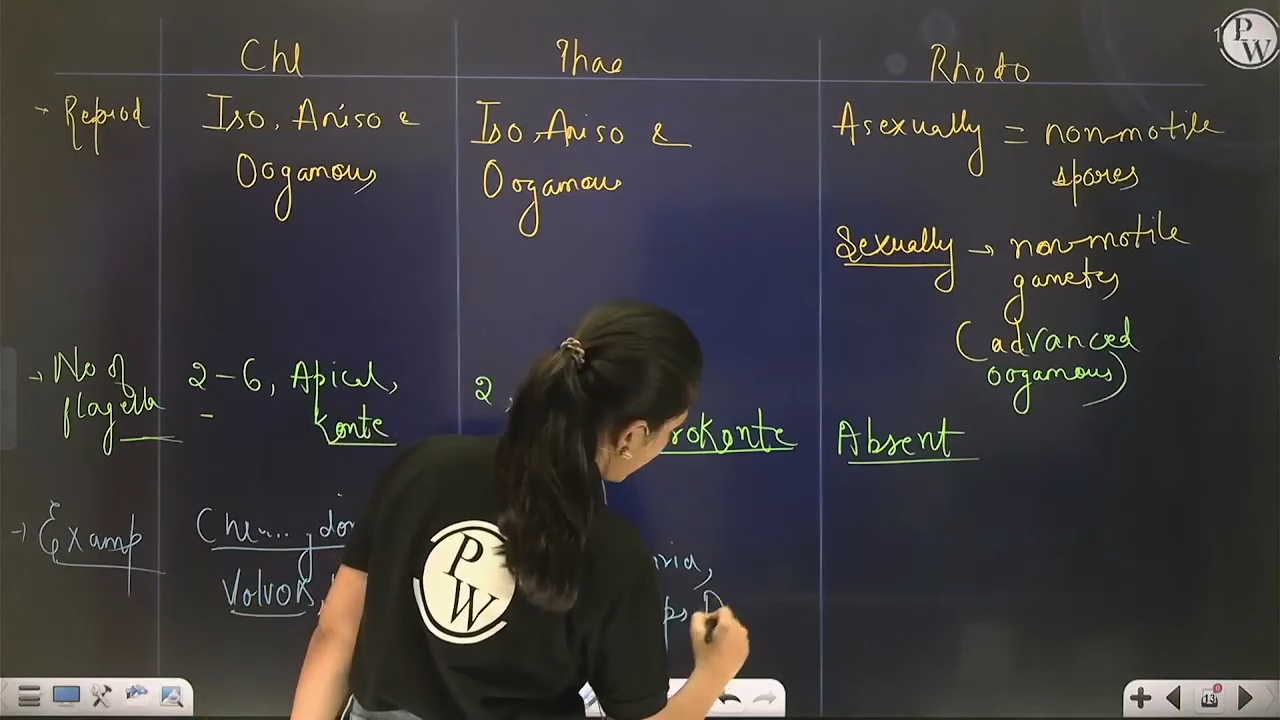 Chl Phae Rhodo
→ Reprod Iso, Aniso & Oogamous
Iso, Aniso & Oogamous
Asexually = non-motile spores
Sexually → non-motile gametes
(advanced oogamous)
→ No of flagella 2-6, Apical, konte
2,
rokonte
Absent
→ Examp
Volvox,
P
W
P
W
13